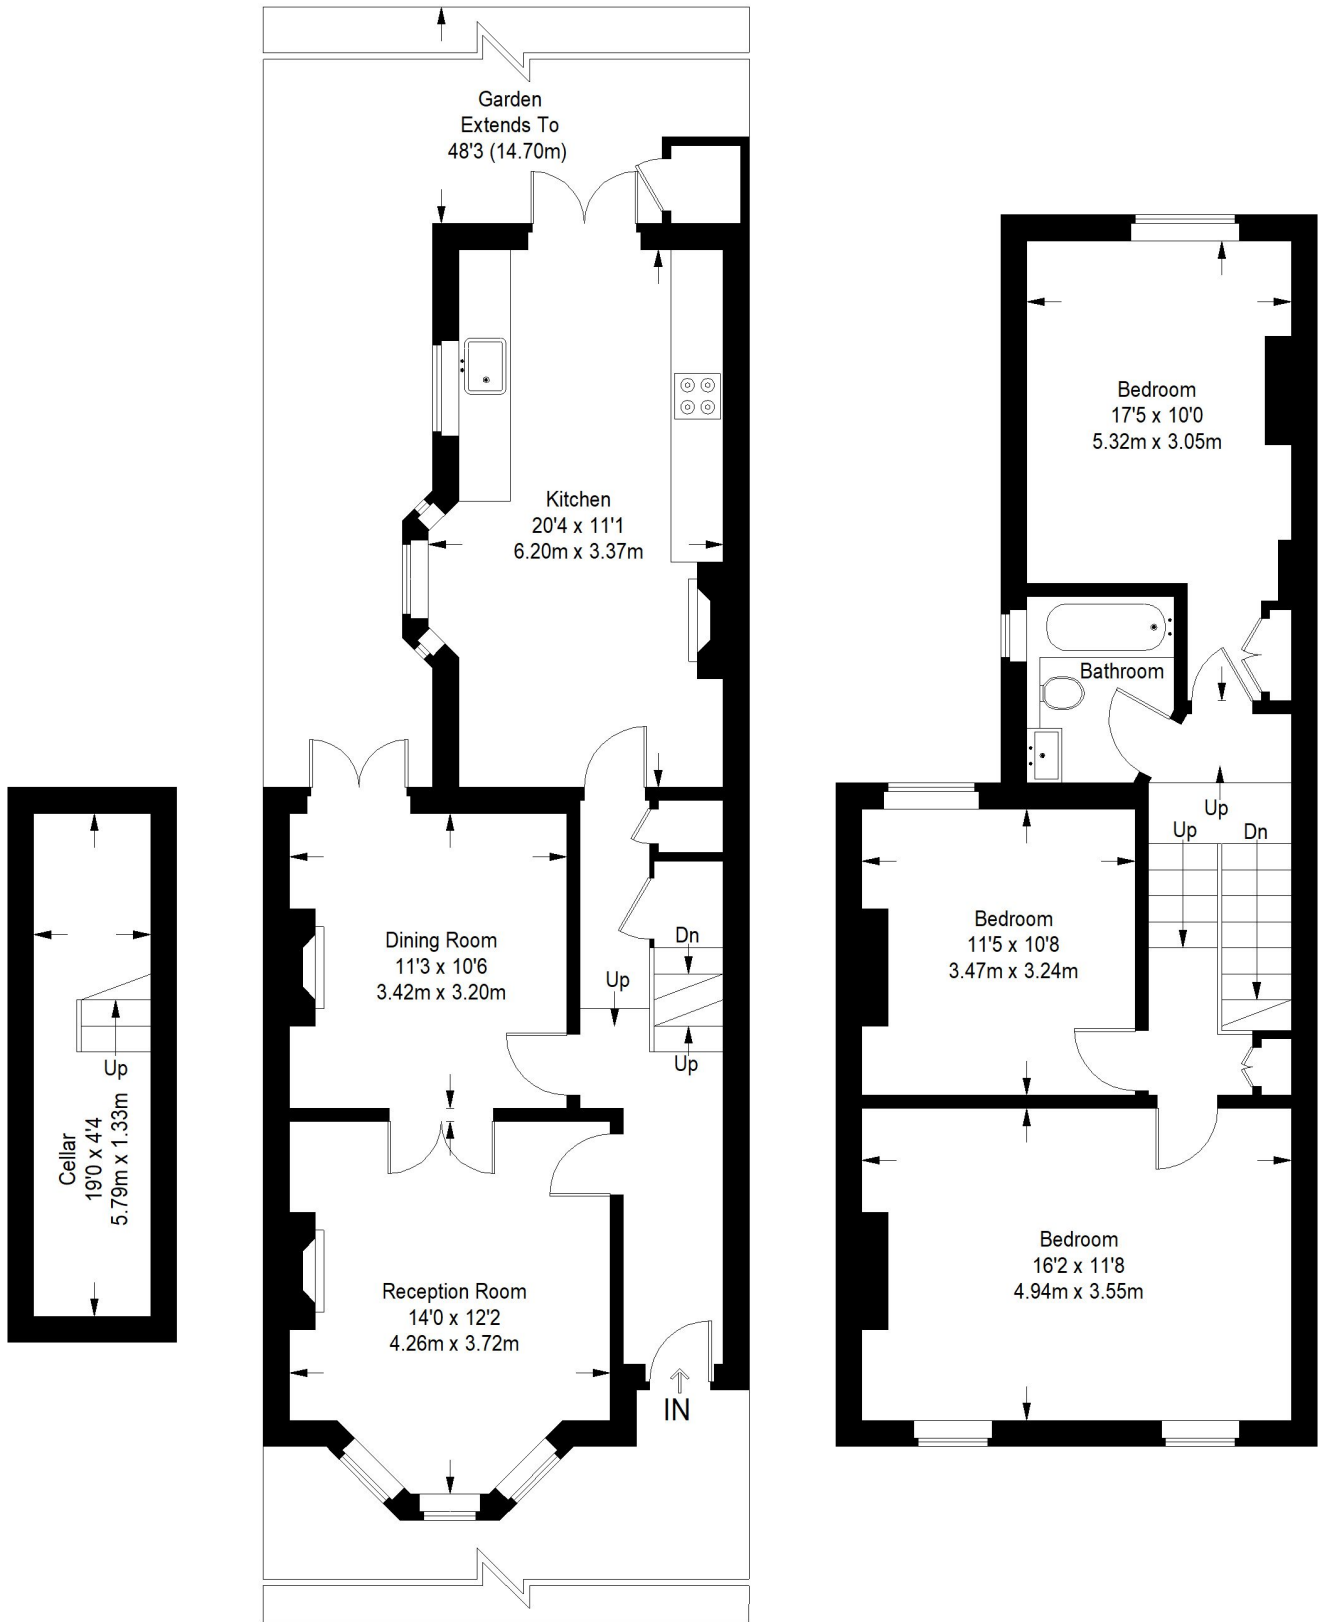 Garden
Extends To
48'3 (14.70m)
Kitchen
20'4 x 11'1
6.20m x 3.37m
Dining Room
11'3 x 10'6
3.42m x 3.20m
Up
Dn
Up
Reception Room
14'0 x 12'2
4.26m x 3.72m
IN
Up
Cellar
19'0 x 4'4
5.79m x 1.33m
Bedroom
17'5 x 10'0
5.32m x 3.05m
Bathroom
Up
Up
Dn
Bedroom
11'5 x 10'8
3.47m x 3.24m
Bedroom
16'2 x 11'8
4.94m x 3.55m